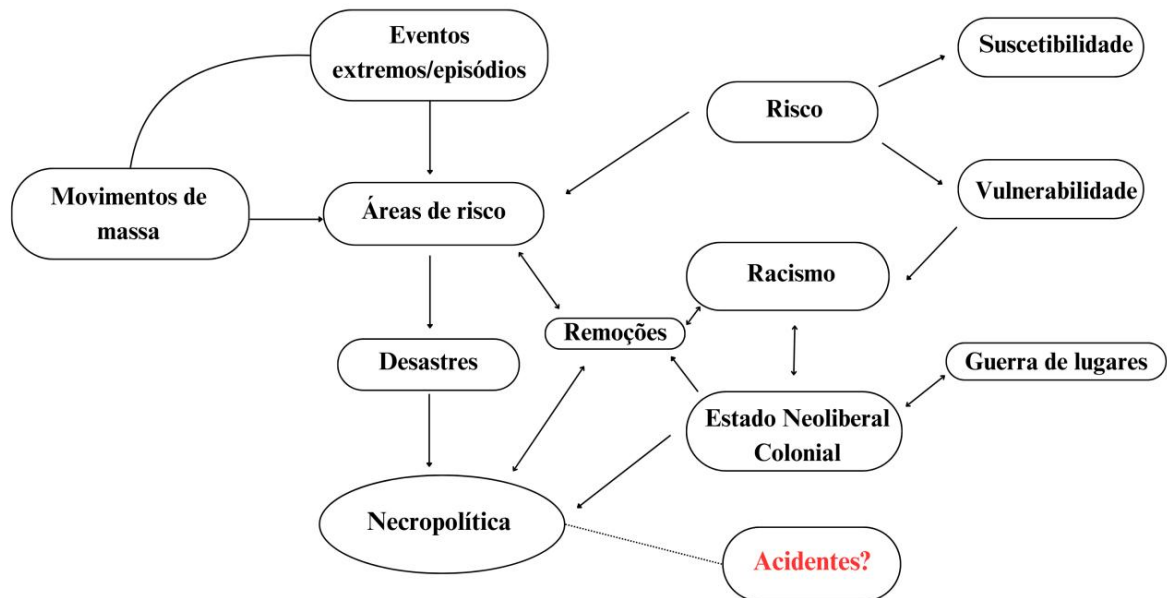 Eventos
extremos/episódios
Suscetibilidade
Risco
Movimentos de
massa
Áreas de risco
Vulnerabilidade
Racismo
Remoções
Desastres
Guerra de lugares
Estado Neoliberal
Colonial
Necropolítica
Acidentes?